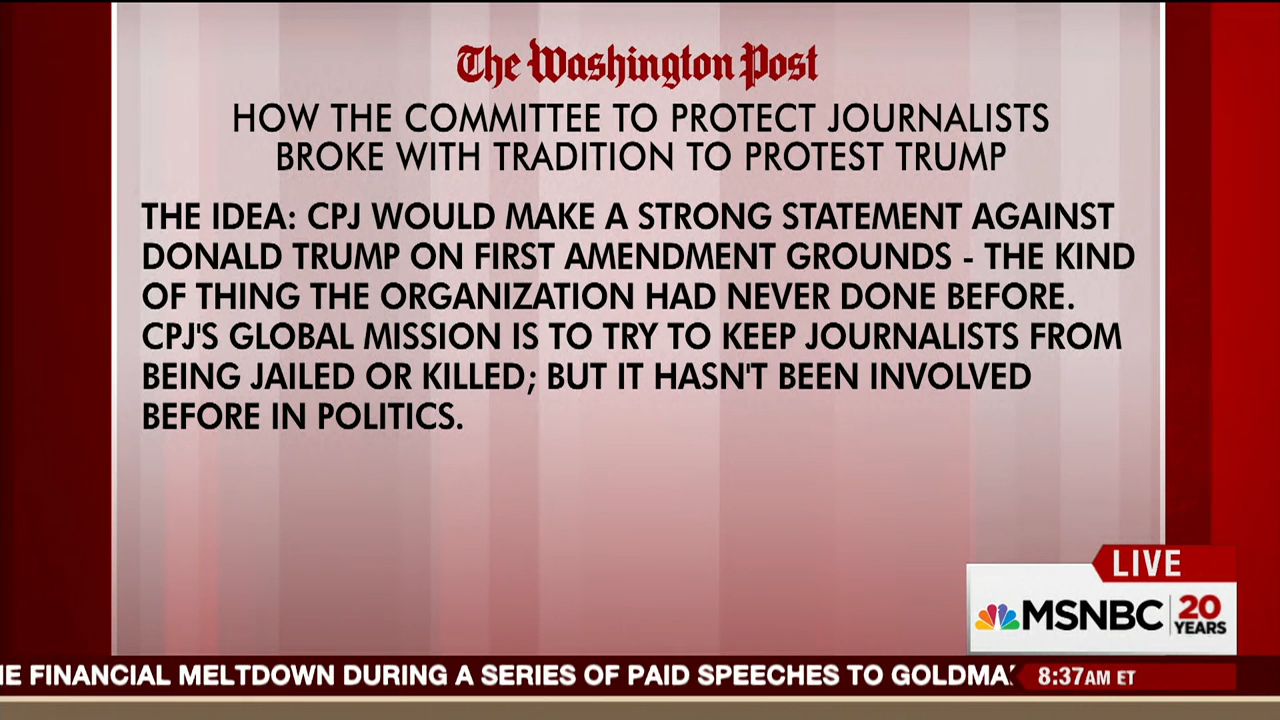 The Washington Post
HOW THE COMMITTEE TO PROTECT JOURNALISTS
BROKE WITH TRADITION TO PROTEST TRUMP
THE IDEA: CPJ WOULD MAKE A STRONG STATEMENT AGAINST
DONALD TRUMP ON FIRST AMENDMENT GROUNDS - THE KIND
OF THING THE ORGANIZATION HAD NEVER DONE BEFORE.
CPJ'S GLOBAL MISSION IS TO TRY TO KEEP JOURNALISTS FROM
BEING JAILED OR KILLED; BUT IT HASN'T BEEN INVOLVED
BEFORE IN POLITICS.
LIVE
MSNBC 20 YEARS
FINANCIAL MELTDOWN DURING A SERIES OF PAID SPEECHES TO 8:37AM ET